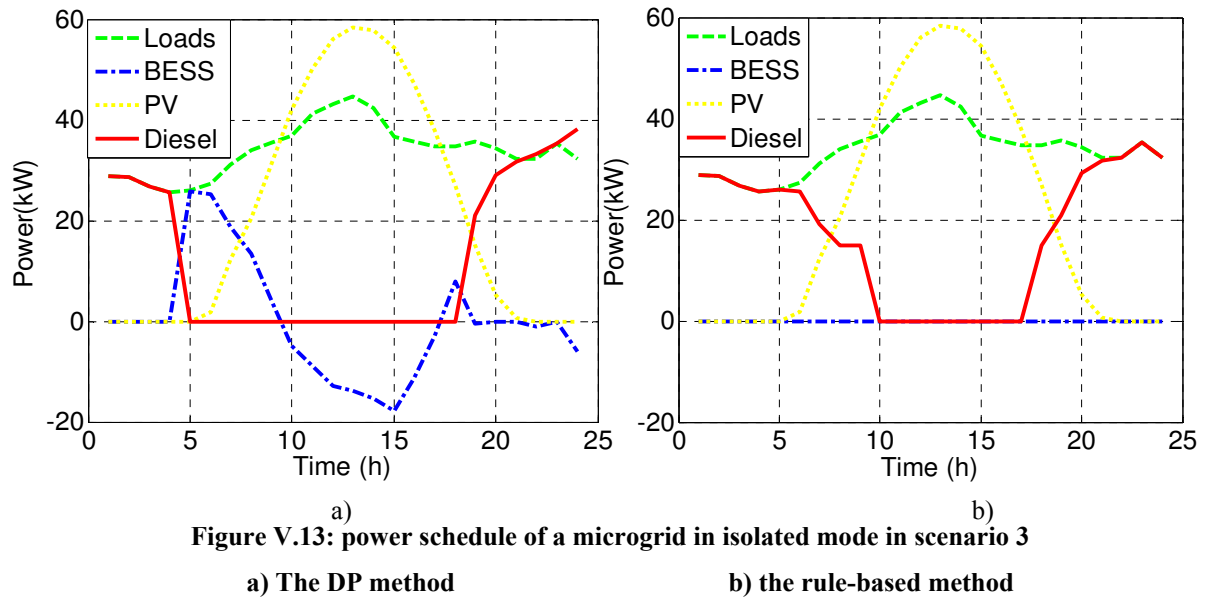 60
40
20
0
-20
Power(kW)
Loads
BESS
PV
Diesel
0 5 10 15 20 25
Time (h)
a)
60
40
20
0
-20
Power(kW)
Loads
BESS
PV
Diesel
0 5 10 15 20 25
Time (h)
b)
Figure V.13: power schedule of a microgrid in isolated mode in scenario 3
a) The DP method b) the rule-based method